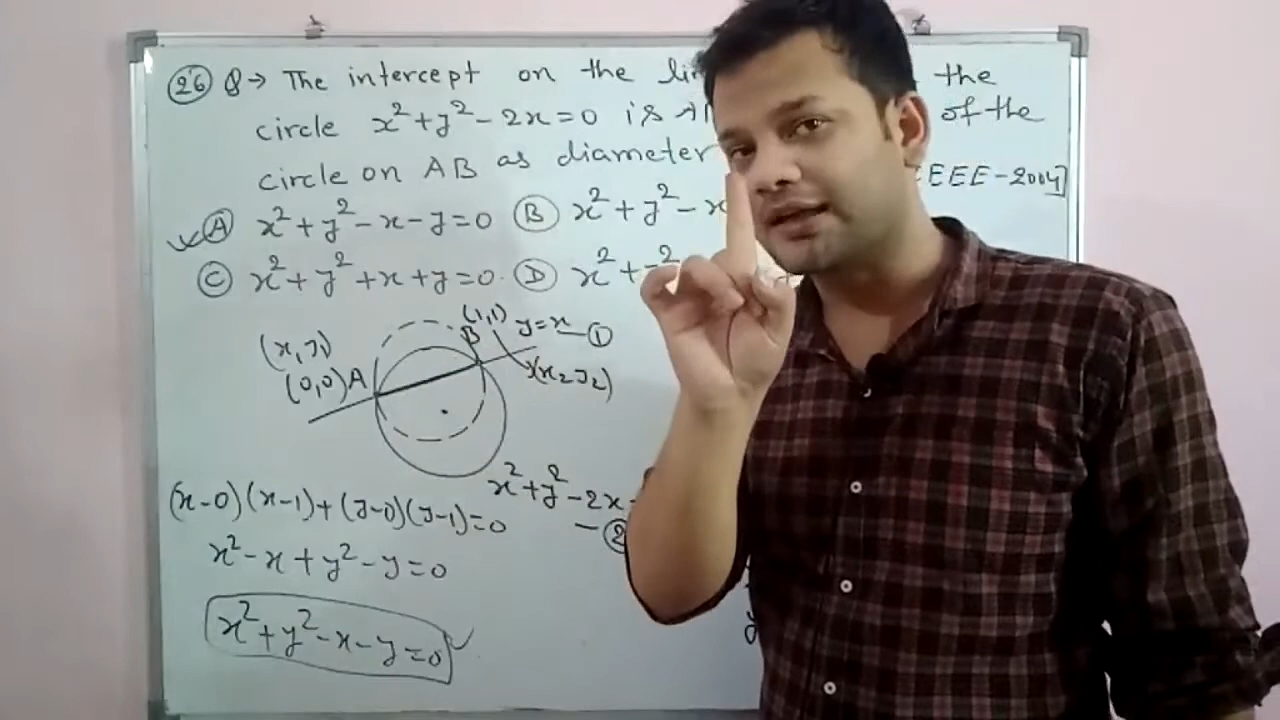 26 Q→ The intercept on the the
circle x²+y²-2x=0 is of the
circle on AB as diameter EEE-2004]
A x²+y²-x-y=0 B x²+y²-x
C x²+y²+x+y=0. D x²+
(1,1) y=x —①
(x,y) B
(0,0) A (x₂ y₂)
(x-0)(x-1)+(y-0)(y-1)=0 x²+y²-2x
-②
x²-x+y²-y=0
x²+y²-x-y=0